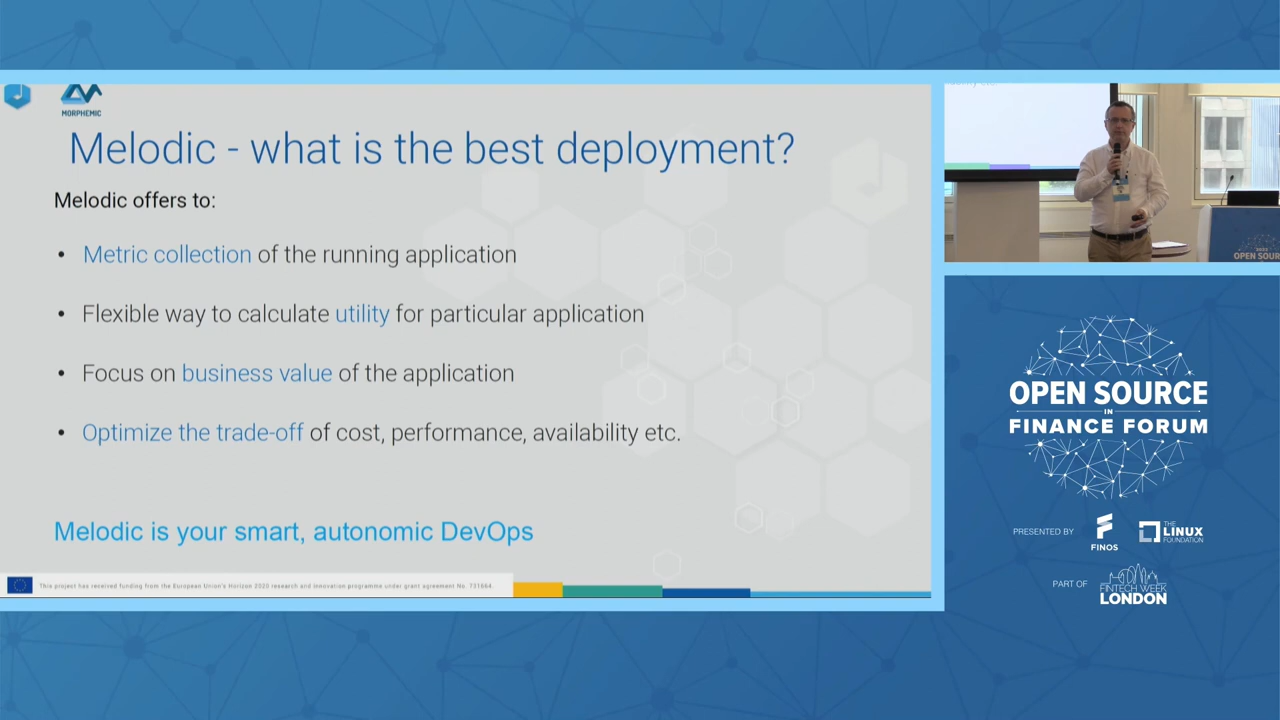 MORPHEMIC
Melodic - what is the best deployment?
Melodic offers to:
• Metric collection of the running application
• Flexible way to calculate utility for particular application
• Focus on business value of the application
• Optimize the trade-off of cost, performance, availability etc.
Melodic is your smart, autonomic DevOps
This project has received funding from the European Union's Horizon 2020 research and innovation programme under grant agreement No. 731664.
OPEN SOUR
OPEN SOURCE
IN
FINANCE FORUM
PRESENTED BY
FINOS
THE
LINUX
FOUNDATION
PART OF
FINTECH WEEK
LONDON